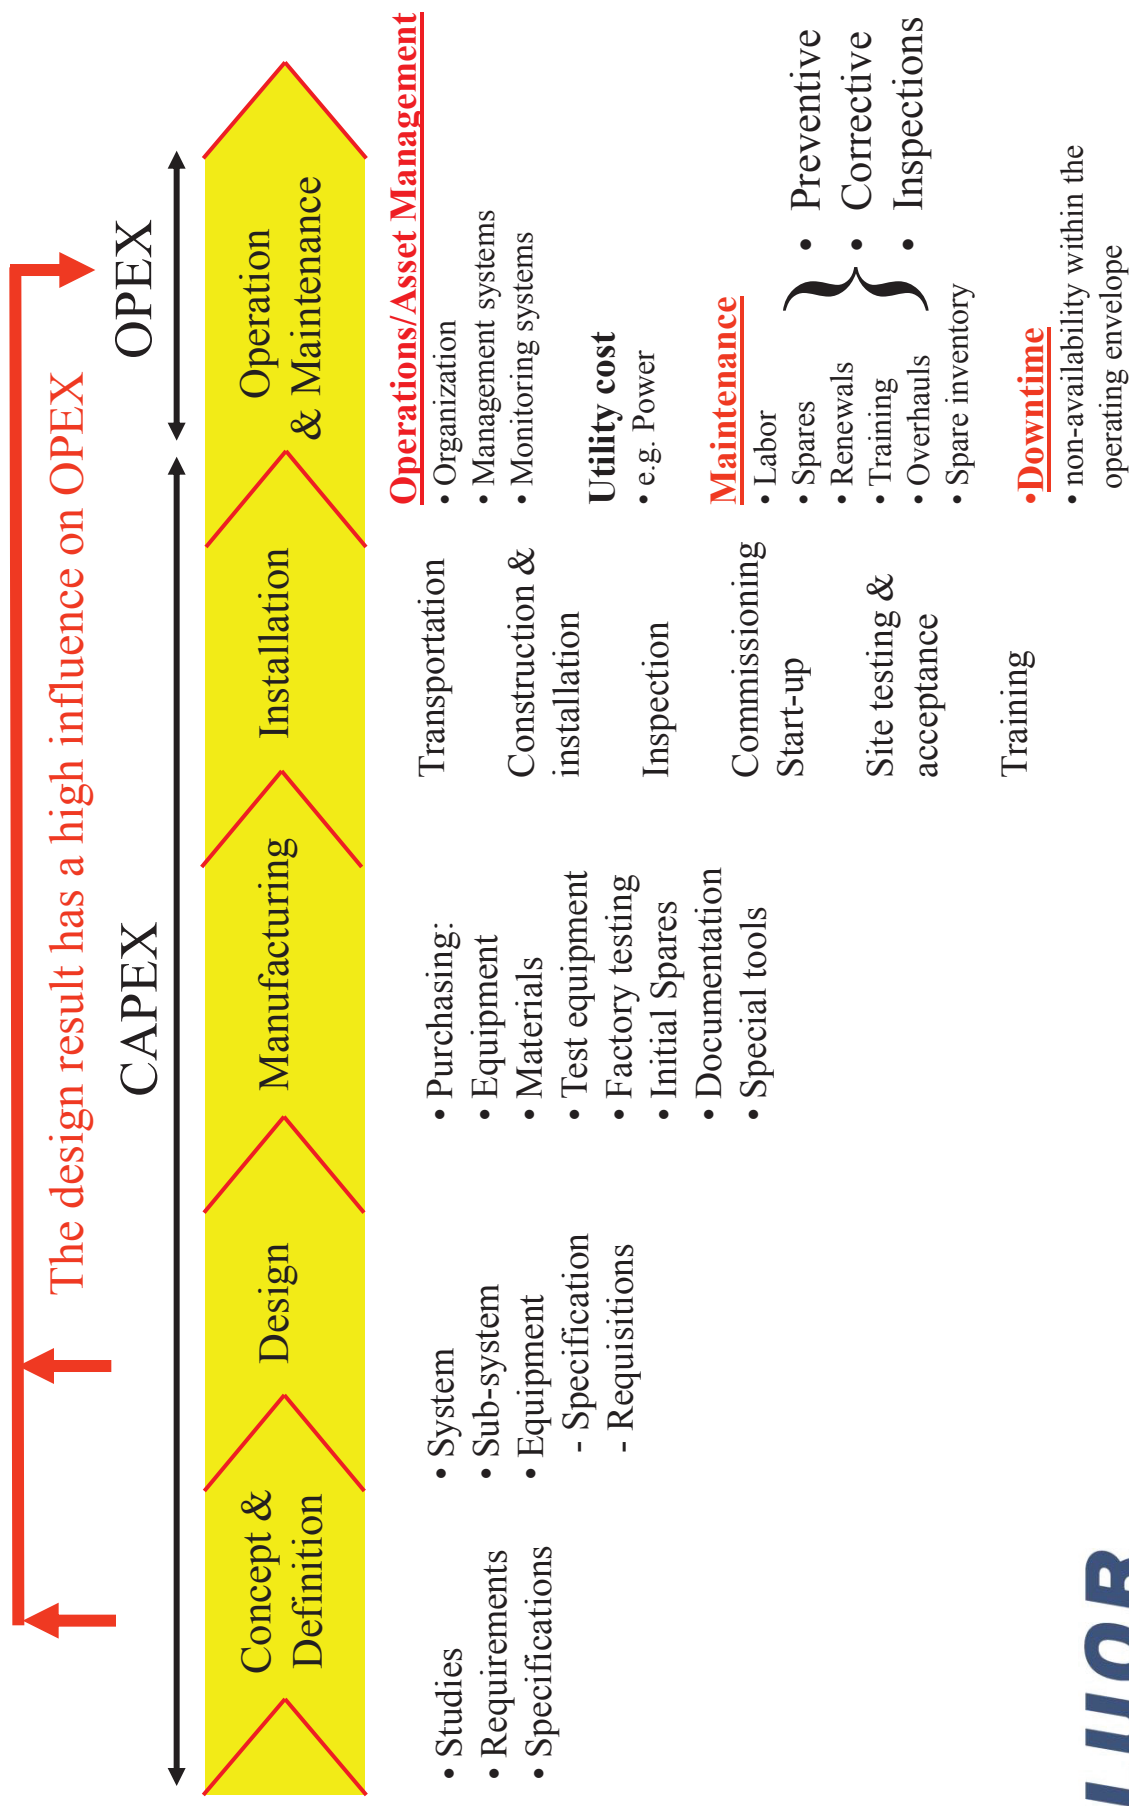 The design result has a high influence on OPEX
CAPEX
OPEX
Concept &
Definition
Design
Manufacturing
Installation
Operation
& Maintenance
• Studies
• Requirements
• Specifications
• System
• Sub-system
• Equipment
- Specification
- Requisitions
• Purchasing:
• Equipment
• Materials
• Test equipment
• Factory testing
• Initial Spares
• Documentation
• Special tools
Transportation
Construction &
installation
Inspection
Commissioning
Start-up
Site testing &
acceptance
Training
Operations/Asset Management
• Organization
• Management systems
• Monitoring systems
Utility cost
• e.g. Power
Maintenance
• Labor
• Spares
• Renewals
• Training
• Overhauls
• Spare inventory
• Preventive
• Corrective
• Inspections
•Downtime
• non-availability within the
operating envelope